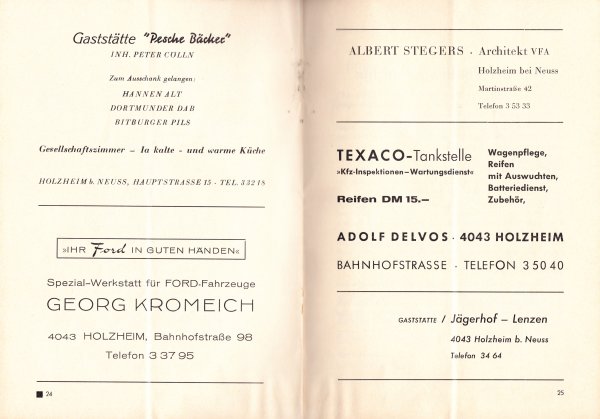 Gaststätte "Pesche Bäcker"
INH. PETER CÖLLN
Zum Ausschank gelangen:
HANNEN ALT
DORTMUNDER DAB
BITBURGER PILS
Gesellschaftszimmer – Ia kalte - und warme Küche
HOLZHEIM b. NEUSS, HAUPTSTRASSE 15 - TEL. 33218
»IHR Ford IN GUTEN HÄNDEN«
Spezial-Werkstatt für FORD-Fahrzeuge
GEORG KROMEICH
4043 HOLZHEIM, Bahnhofstraße 98
Telefon 3 37 95
24
ALBERT STEGERS · Architekt VFA
Holzheim bei Neuss
Martinstraße 42
Telefon 3 53 33
TEXACO-Tankstelle
»Kfz-Inspektionen – Wartungsdienst«
Reifen DM 15.–
Wagenpflege,
Reifen
mit Auswuchten,
Batteriedienst,
Zubehör,
ADOLF DELVOS · 4043 HOLZHEIM
BAHNHOFSTRASSE · TELEFON 3 50 40
GASTSTÄTTE / Jägerhof – Lenzen
4043 Holzheim b. Neuss
Telefon 34 64
25